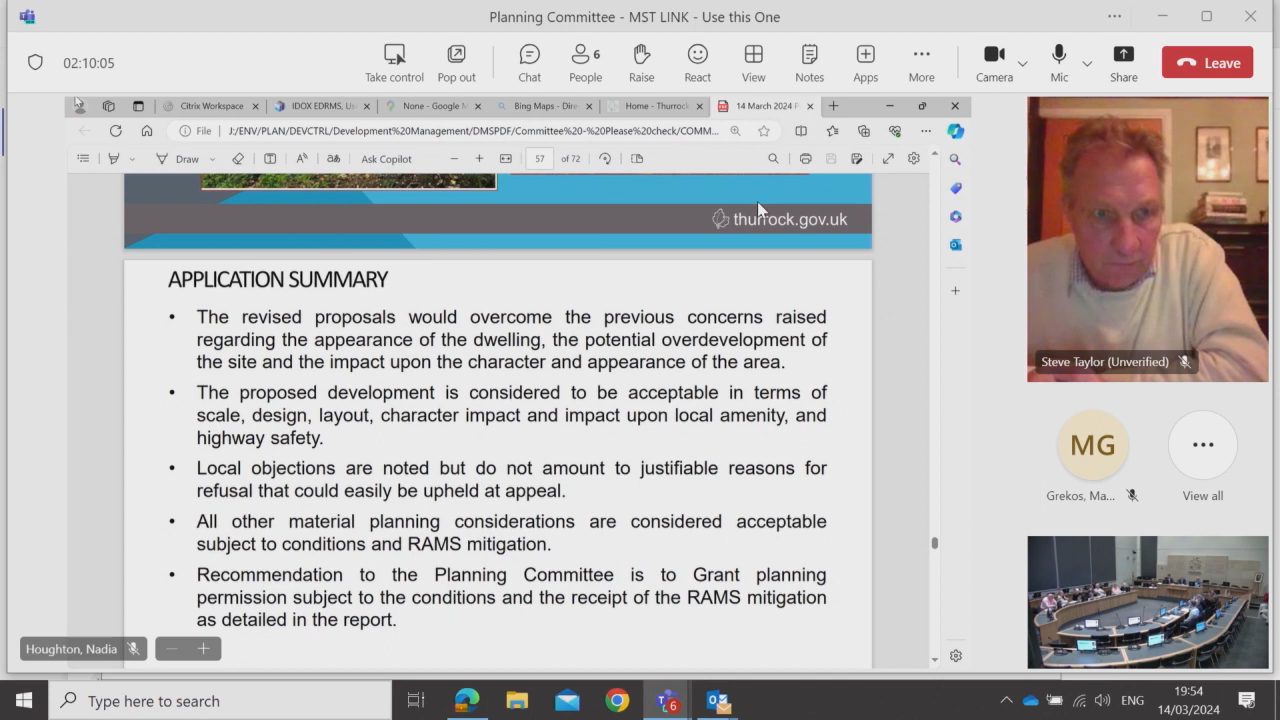 Planning Committee - MST LINK - Use this One
02:10:05
Take control
Pop out
Chat
6
People
Raise
React
View
Notes
Apps
More
Camera
Mic
Share
Leave
Citrix Workspace
IDOX EDRMS, Un
None - Google M
Bing Maps - Dire
Home - Thurrock
14 March 2024 P
File
J:/ENV/PLAN/DEVCTRL/Development%20Management/DMSPDF/Committee%20-%20Please%20check/COMM...
Draw
Ask Copilot
57 of 72
thurrock.gov.uk
APPLICATION SUMMARY
• The revised proposals would overcome the previous concerns raised
regarding the appearance of the dwelling, the potential overdevelopment of
the site and the impact upon the character and appearance of the area.
• The proposed development is considered to be acceptable in terms of
scale, design, layout, character impact and impact upon local amenity, and
highway safety.
• Local objections are noted but do not amount to justifiable reasons for
refusal that could easily be upheld at appeal.
• All other material planning considerations are considered acceptable
subject to conditions and RAMS mitigation.
• Recommendation to the Planning Committee is to Grant planning
permission subject to the conditions and the receipt of the RAMS mitigation
as detailed in the report.
Houghton, Nadia
Steve Taylor (Unverified)
MG
Grekos, Ma...
View all
Type here to search
6
ENG
19:54
14/03/2024